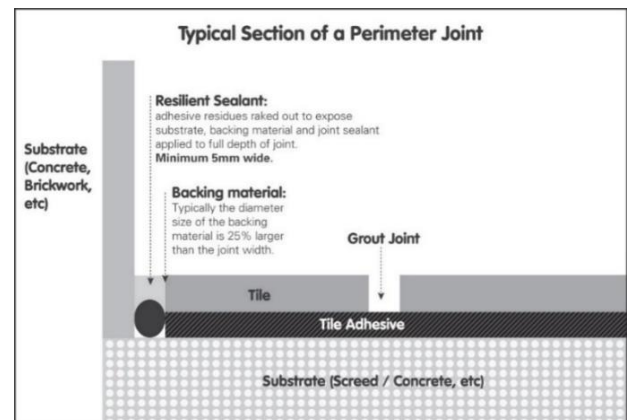 Typical Section of a Perimeter Joint
Resilient Sealant:
adhesive residues raked out to expose
substrate, backing material and joint sealant
applied to full depth of joint.
Minimum 5mm wide.
Substrate
(Concrete,
Brickwork,
etc)
Backing material:
Typically the diameter
size of the backing
material is 25% larger
than the joint width.
Grout Joint
Tile
Tile Adhesive
Substrate (Screed / Concrete, etc)